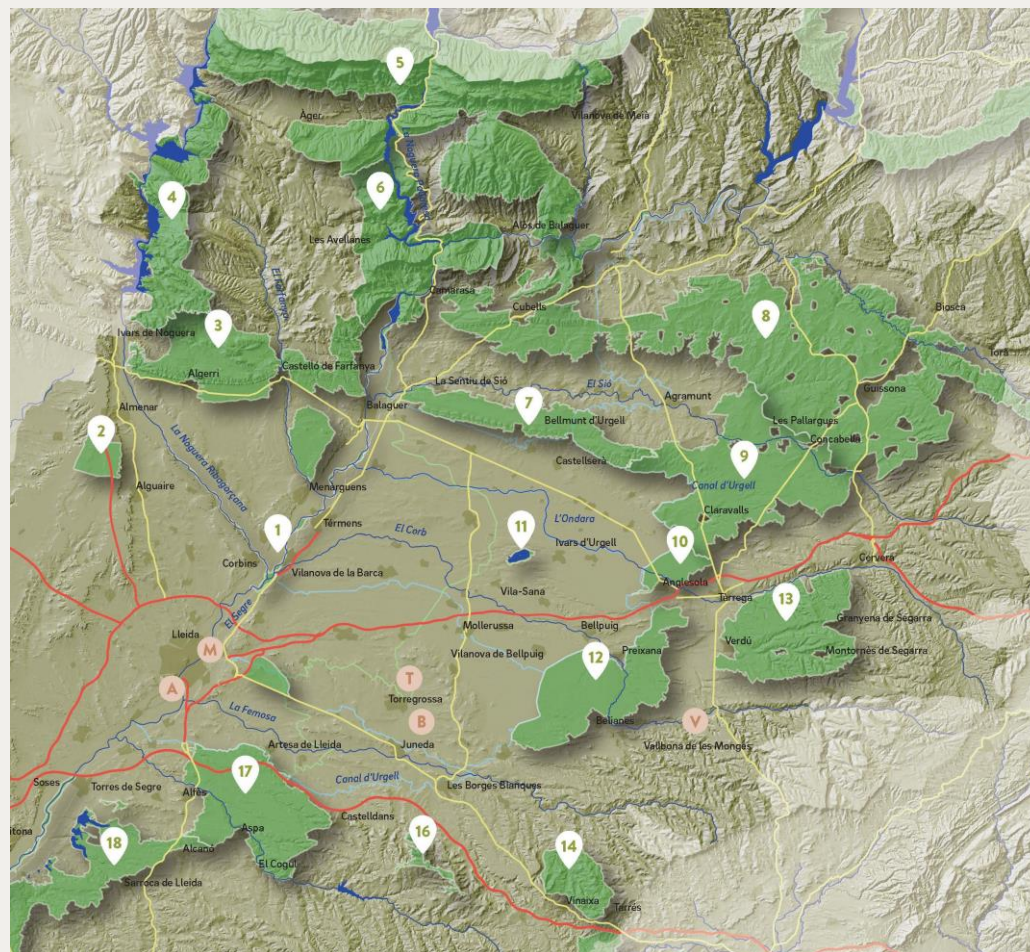 5
Àger
Vilanova de Meià
4
6
Les Avellanes
Alòs de Balaguer
El Farfanya
Camarasa
Cubells
8
Biosca
Ivars de Noguera
3
Algerri
Castelló de Farfanya
Torà
La Sentiu de Sió
El Sió
Guissona
Almenar
Balaguer
7
Agramunt
Bellmunt d'Urgell
Les Pallargues
2
La Noguera Ribagorçana
Concabella
Castellserà
9
Alguaire
Menàrguens
Canal d'Urgell
Claravalls
1
Térmens
El Corb
11
L'Ondara
Ivars d'Urgell
10
Cervera
Corbins
Vilanova de la Barca
Anglesola
Vila-Sana
Tàrrega
13
El Segre
Mollerussa
Bellpuig
Granyena de Segarra
Lleida
M
Vilanova de Bellpuig
12
Preixana
Verdú
Montornès de Segarra
A
T
Torregrossa
La Femosa
B
Belianes
V
Artesa de Lleida
Juneda
Vallbona de les Monges
Soses
Torres de Segre
Alfés
17
Canal d'Urgell
Les Borges Blanques
itona
Castelldans
Aspa
16
14
18
Alcanó
El Cogul
Sarroca de Lleida
Vinaixa
Tarrés